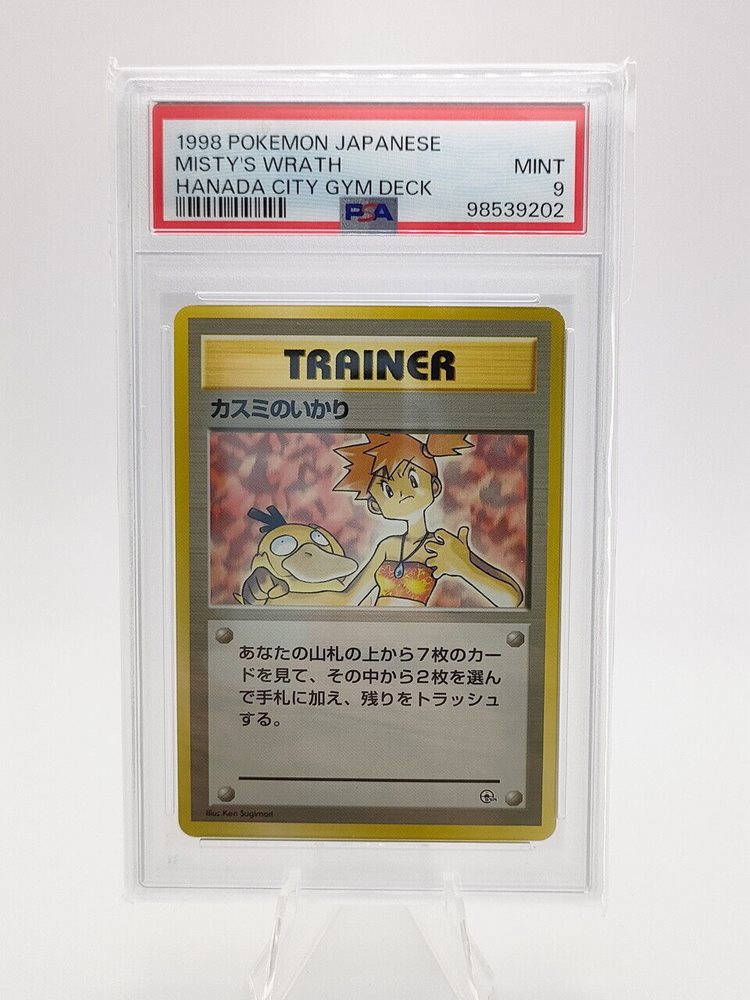 1998 POKEMON JAPANESE
MISTY'S WRATH MINT
HANADA CITY GYM DECK 9
PSA 98539202
TRAINER
カスミのいかり
あなたの山札の上から7枚のカー
ドを見て、その中から2枚を選ん
で手札に加え、残りをトラッシュ
する。
Illus. Ken Sugimori